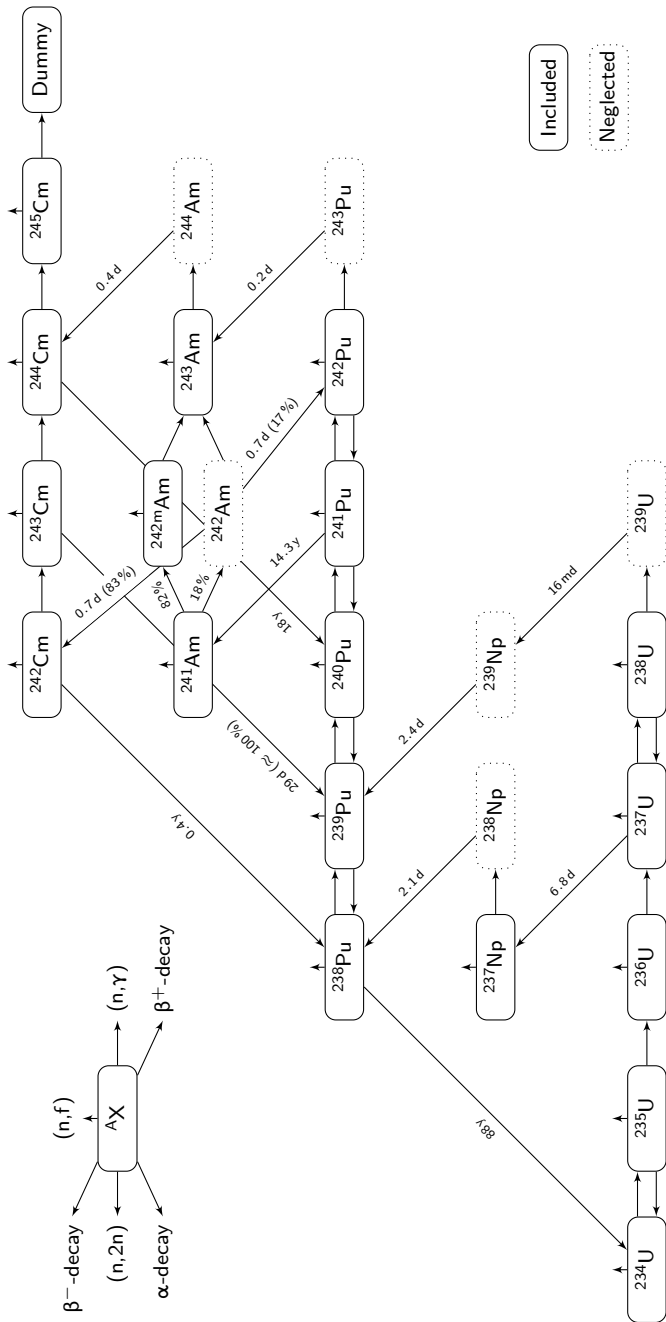 β⁻-decay
(n,f)
(n,2n)
ᴬX
(n,γ)
α-decay
β⁺-decay
²⁴²Cm
²⁴³Cm
²⁴⁴Cm
²⁴⁵Cm
Dummy
0.7 d (83%)
0.4 d
0.4 y
82%
²⁴²ᵐAm
²⁴¹Am
²⁴³Am
²⁴⁴Am
18%
²⁴²Am
29 d (≈ 100%)
18 y
14.3 y
0.7 d (17%)
0.2 d
²³⁸Pu
²³⁹Pu
²⁴⁰Pu
²⁴¹Pu
²⁴²Pu
²⁴³Pu
88 y
2.1 d
2.4 d
²³⁷Np
²³⁸Np
²³⁹Np
6.8 d
16 md
²³⁴U
²³⁵U
²³⁶U
²³⁷U
²³⁸U
²³⁹U
Included
Neglected